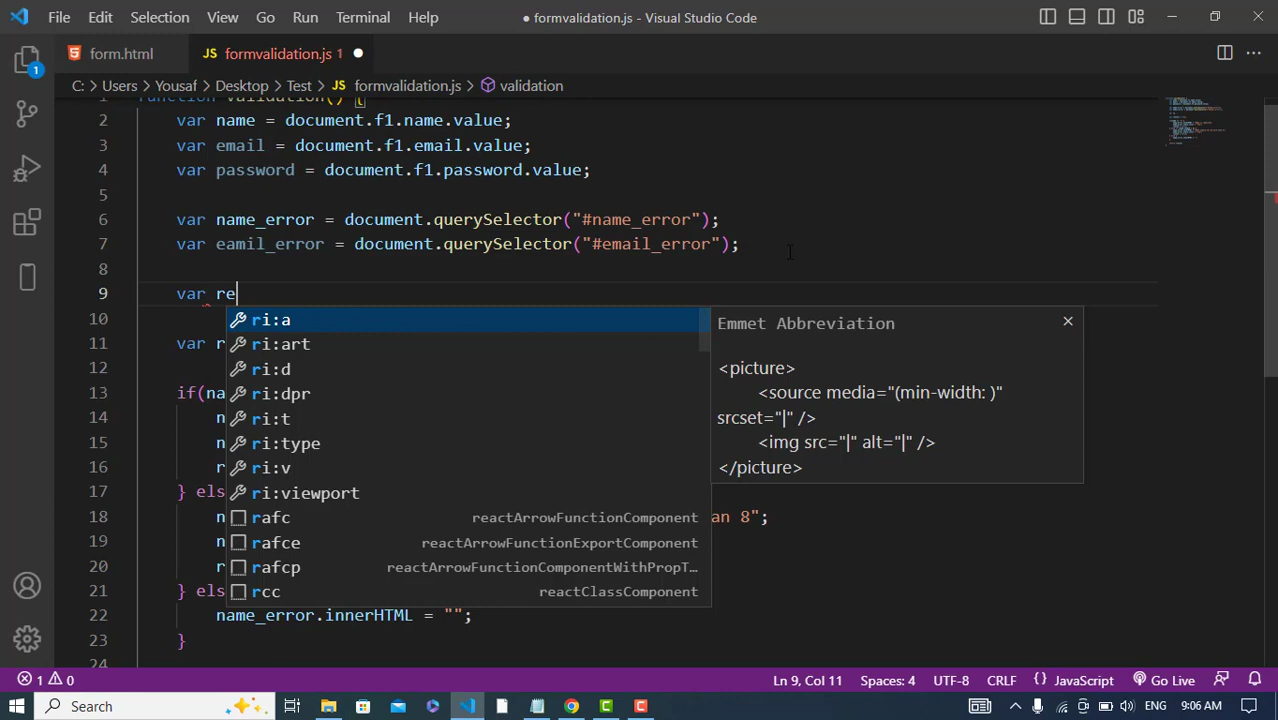 File Edit Selection View Go Run Terminal Help
● formvalidation.js - Visual Studio Code
form.html
JS formvalidation.js 1 ●
C: > Users > Yousaf > Desktop > Test > JS formvalidation.js > validation
1
function validation() {
2 var name = document.f1.name.value;
3 var email = document.f1.email.value;
4 var password = document.f1.password.value;
5
6 var name_error = document.querySelector("#name_error");
7 var eamil_error = document.querySelector("#email_error");
8
9 var re
10
11 var r
12
13 if(na
14 n
15 n
16 r
17 } els
18 n an 8";
19 n
20 r
21 } els
22 name_error.innerHTML = "";
23 }
24
ri:a
ri:art
ri:d
ri:dpr
ri:t
ri:type
ri:v
ri:viewport
rafc reactArrowFunctionComponent
rafce reactArrowFunctionExportComponent
rafcp reactArrowFunctionComponentWithPropT…
rcc reactClassComponent
Emmet Abbreviation
<picture>
<source media="(min-width: )"
srcset="|" />
<img src="|" alt="|" />
</picture>
0 0 Ln 9, Col 11 Spaces: 4 UTF-8 CRLF {} JavaScript Go Live
Search
ENG 9:06 AM